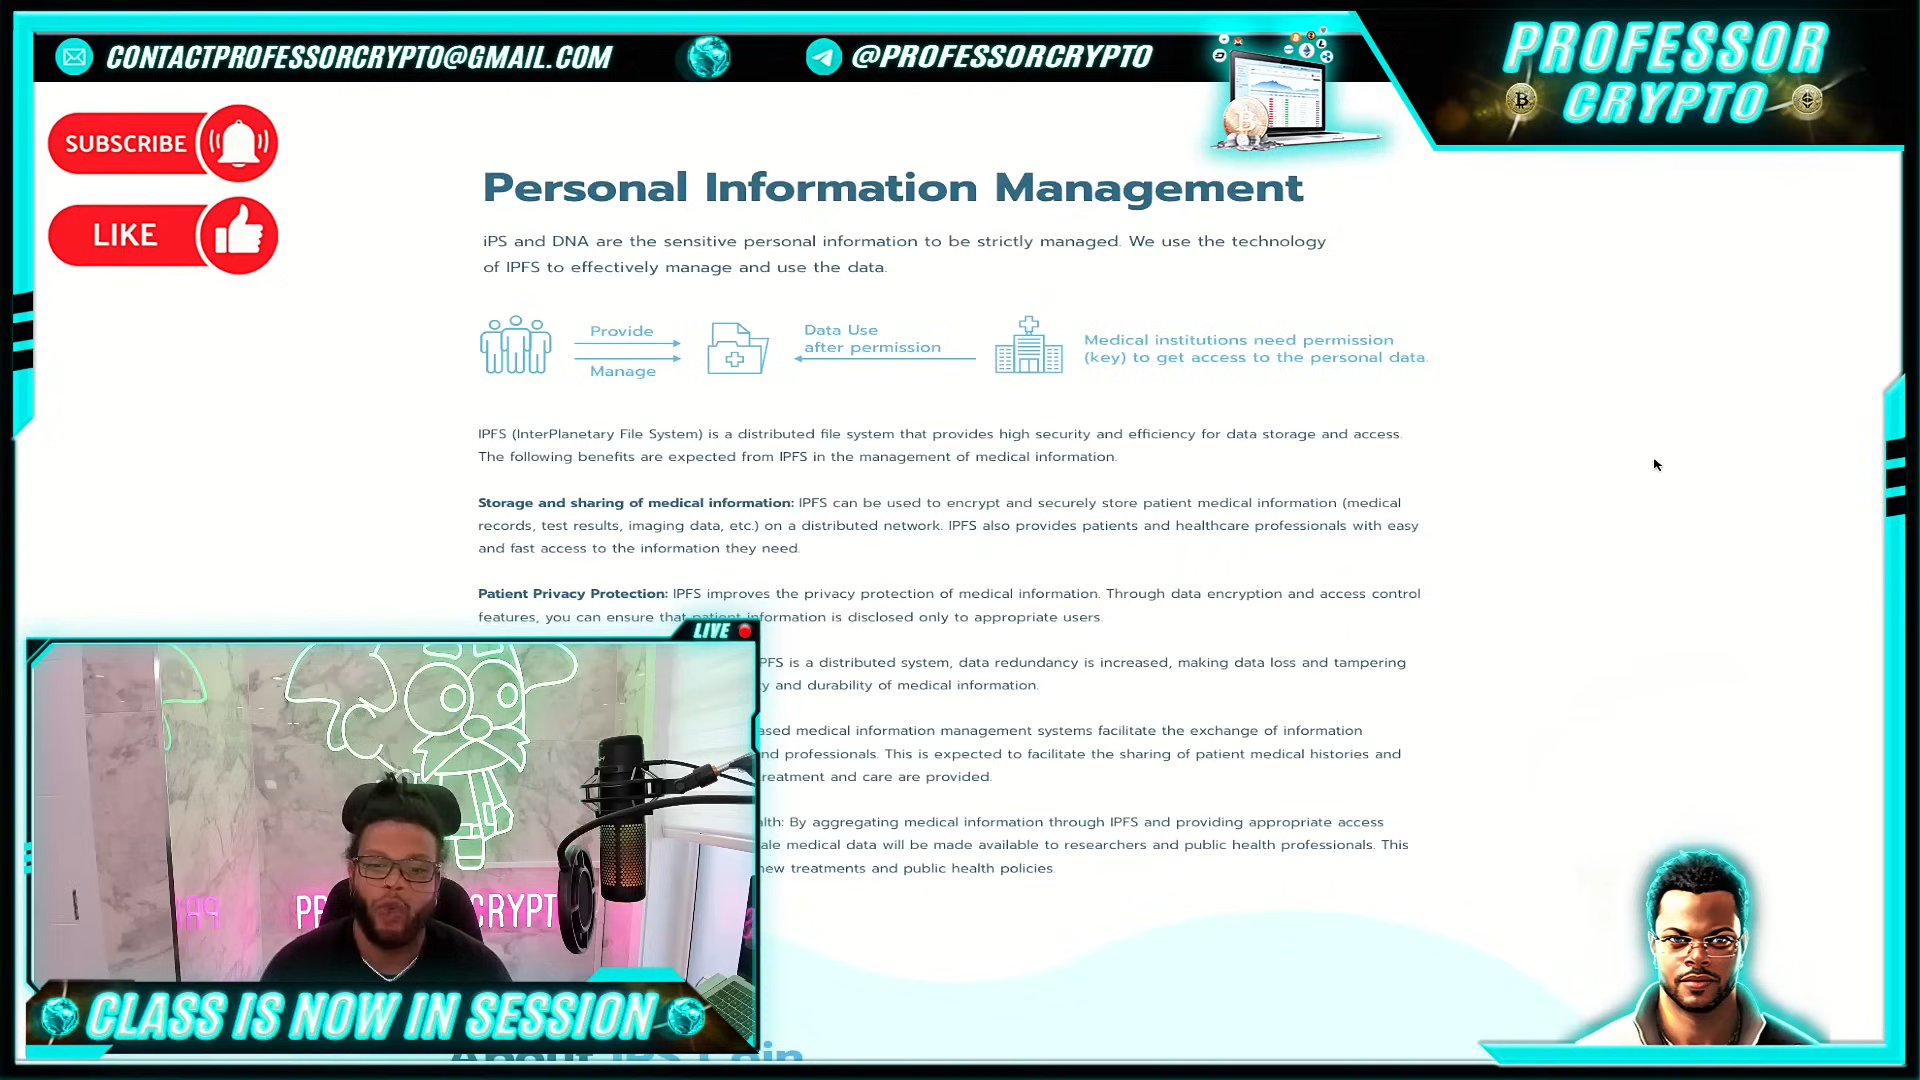 CONTACTPROFESSORCRYPTO@GMAIL.COM
@PROFESSORCRYPTO
PROFESSOR
CRYPTO
SUBSCRIBE
LIKE
Personal Information Management
iPS and DNA are the sensitive personal information to be strictly managed. We use the technology
of IPFS to effectively manage and use the data.
Provide
Manage
Data Use
after permission
Medical institutions need permission
(key) to get access to the personal data.
IPFS (InterPlanetary File System) is a distributed file system that provides high security and efficiency for data storage and access.
The following benefits are expected from IPFS in the management of medical information.
Storage and sharing of medical information: IPFS can be used to encrypt and securely store patient medical information (medical
records, test results, imaging data, etc.) on a distributed network. IPFS also provides patients and healthcare professionals with easy
and fast access to the information they need.
Patient Privacy Protection: IPFS improves the privacy protection of medical information. Through data encryption and access control
features, you can ensure that patient information is disclosed only to appropriate users.
PFS is a distributed system, data redundancy is increased, making data loss and tampering
y and durability of medical information.
ased medical information management systems facilitate the exchange of information
nd professionals. This is expected to facilitate the sharing of patient medical histories and
treatment and care are provided.
alth: By aggregating medical information through IPFS and providing appropriate access
ale medical data will be made available to researchers and public health professionals. This
new treatments and public health policies.
LIVE
PR
CRYPT
CLASS IS NOW IN SESSION
About IPS Coin